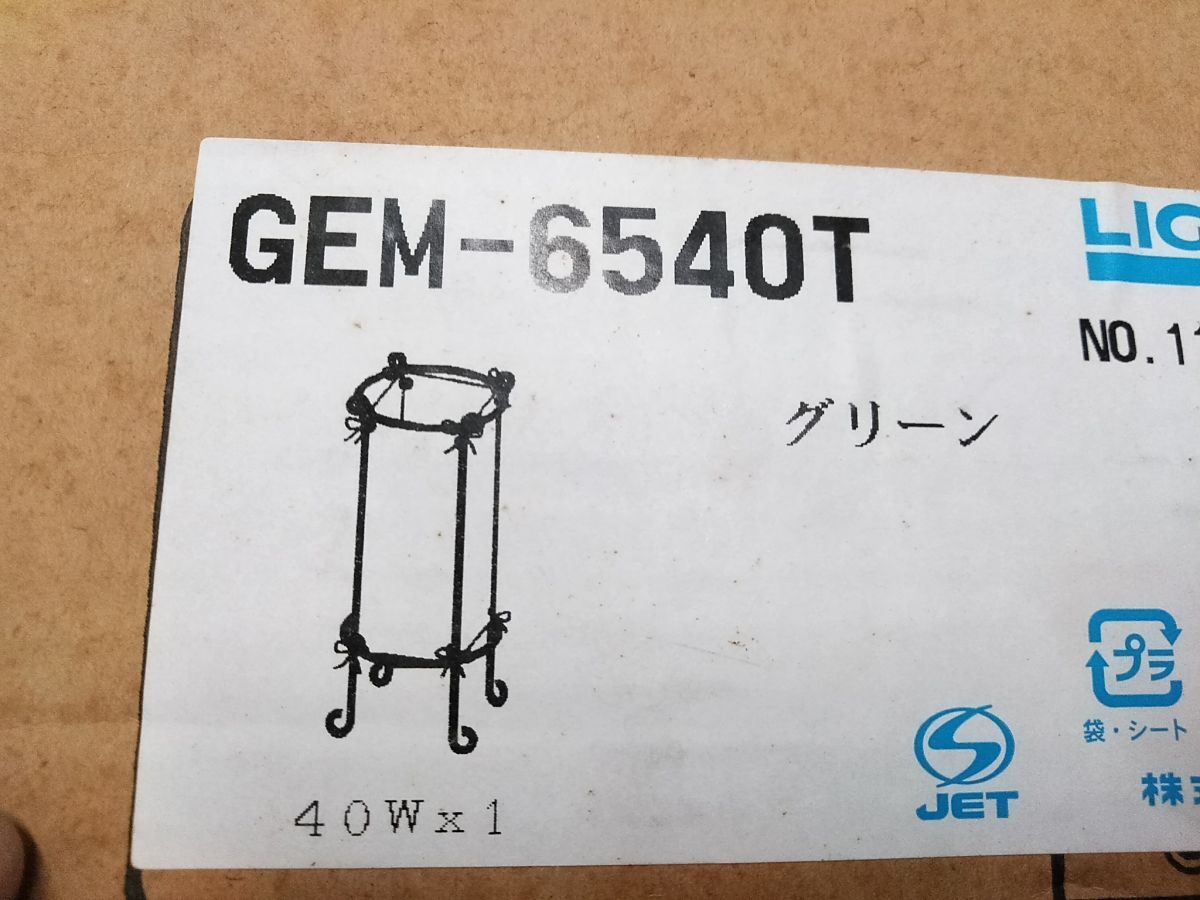 GEM-6540T
LIG
NO.1
グリーン
プラ
袋・シート
JET
株
40Wx1